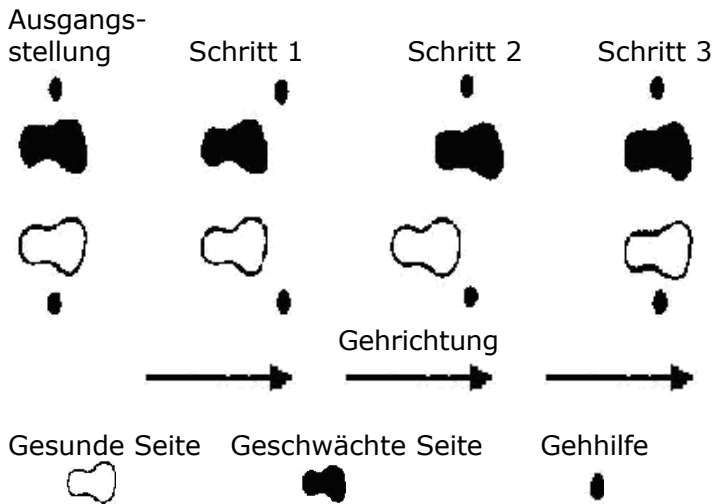 Ausgangs-
stellung Schritt 1 Schritt 2 Schritt 3
Gehrichtung
Gesunde Seite Geschwächte Seite Gehhilfe